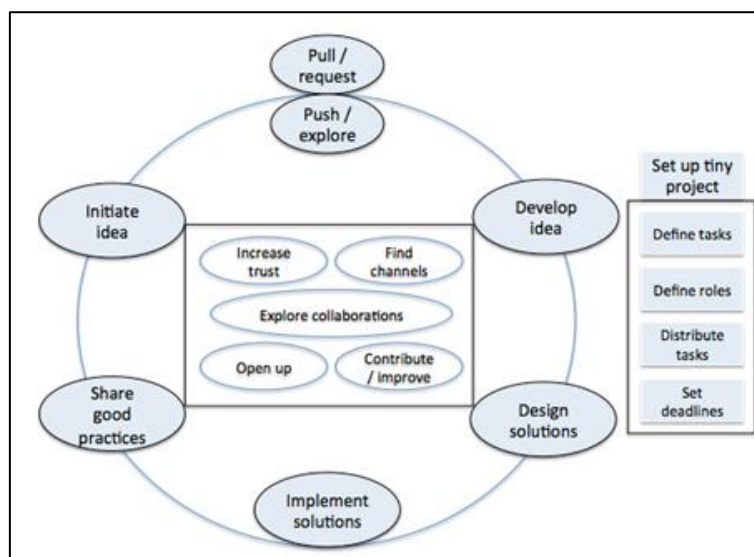 Pull /
request
Push /
explore
Initiate
idea
Develop
idea
Increase
trust
Find
channels
Explore collaborations
Open up
Contribute
/ improve
Share
good
practices
Design
solutions
Implement
solutions
Set up tiny
project
Define tasks
Define roles
Distribute
tasks
Set
deadlines